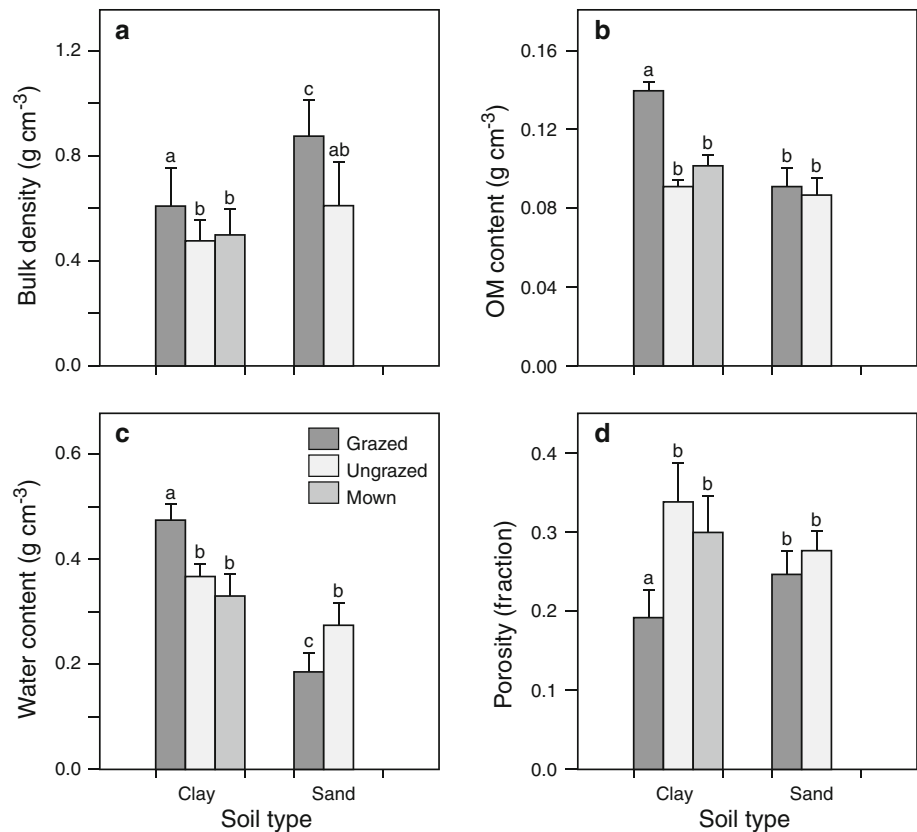 a
Bulk density (g cm-3)
1.2
0.8
0.4
0.0
a
b
b
c
ab
b
OM content (g cm-3)
0.16
0.12
0.08
0.04
0.00
a
b
b
b
b
c
Water content (g cm-3)
0.6
0.4
0.2
0.0
a
b
b
c
b
Grazed
Ungrazed
Mown
Clay
Sand
Soil type
d
Porosity (fraction)
0.4
0.3
0.2
0.1
0.0
a
b
b
b
b
Clay
Sand
Soil type